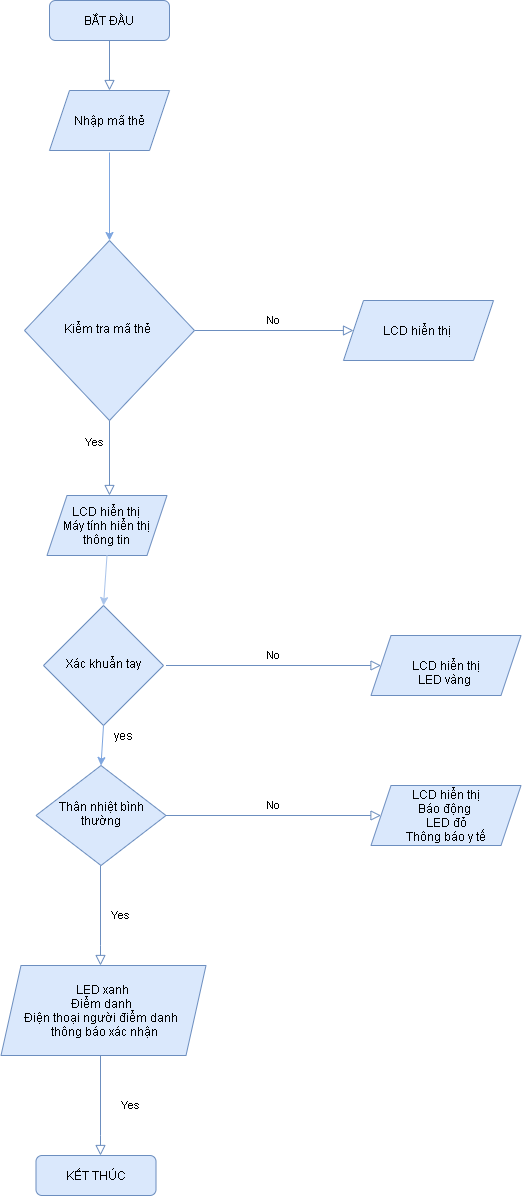 BẮT ĐẦU
Nhập mã thẻ
Kiểm tra mã thẻ
No
LCD hiển thị
Yes
LCD hiển thị
Máy tính hiển thị
thông tin
Xác khuẩn tay
No
LCD hiển thị
LED vàng
yes
Thân nhiệt bình
thường
No
LCD hiển thị
Báo động
LED đỏ
Thông báo y tế
Yes
LED xanh
Điểm danh
Điện thoại người điểm danh
thông báo xác nhận
Yes
KẾT THÚC